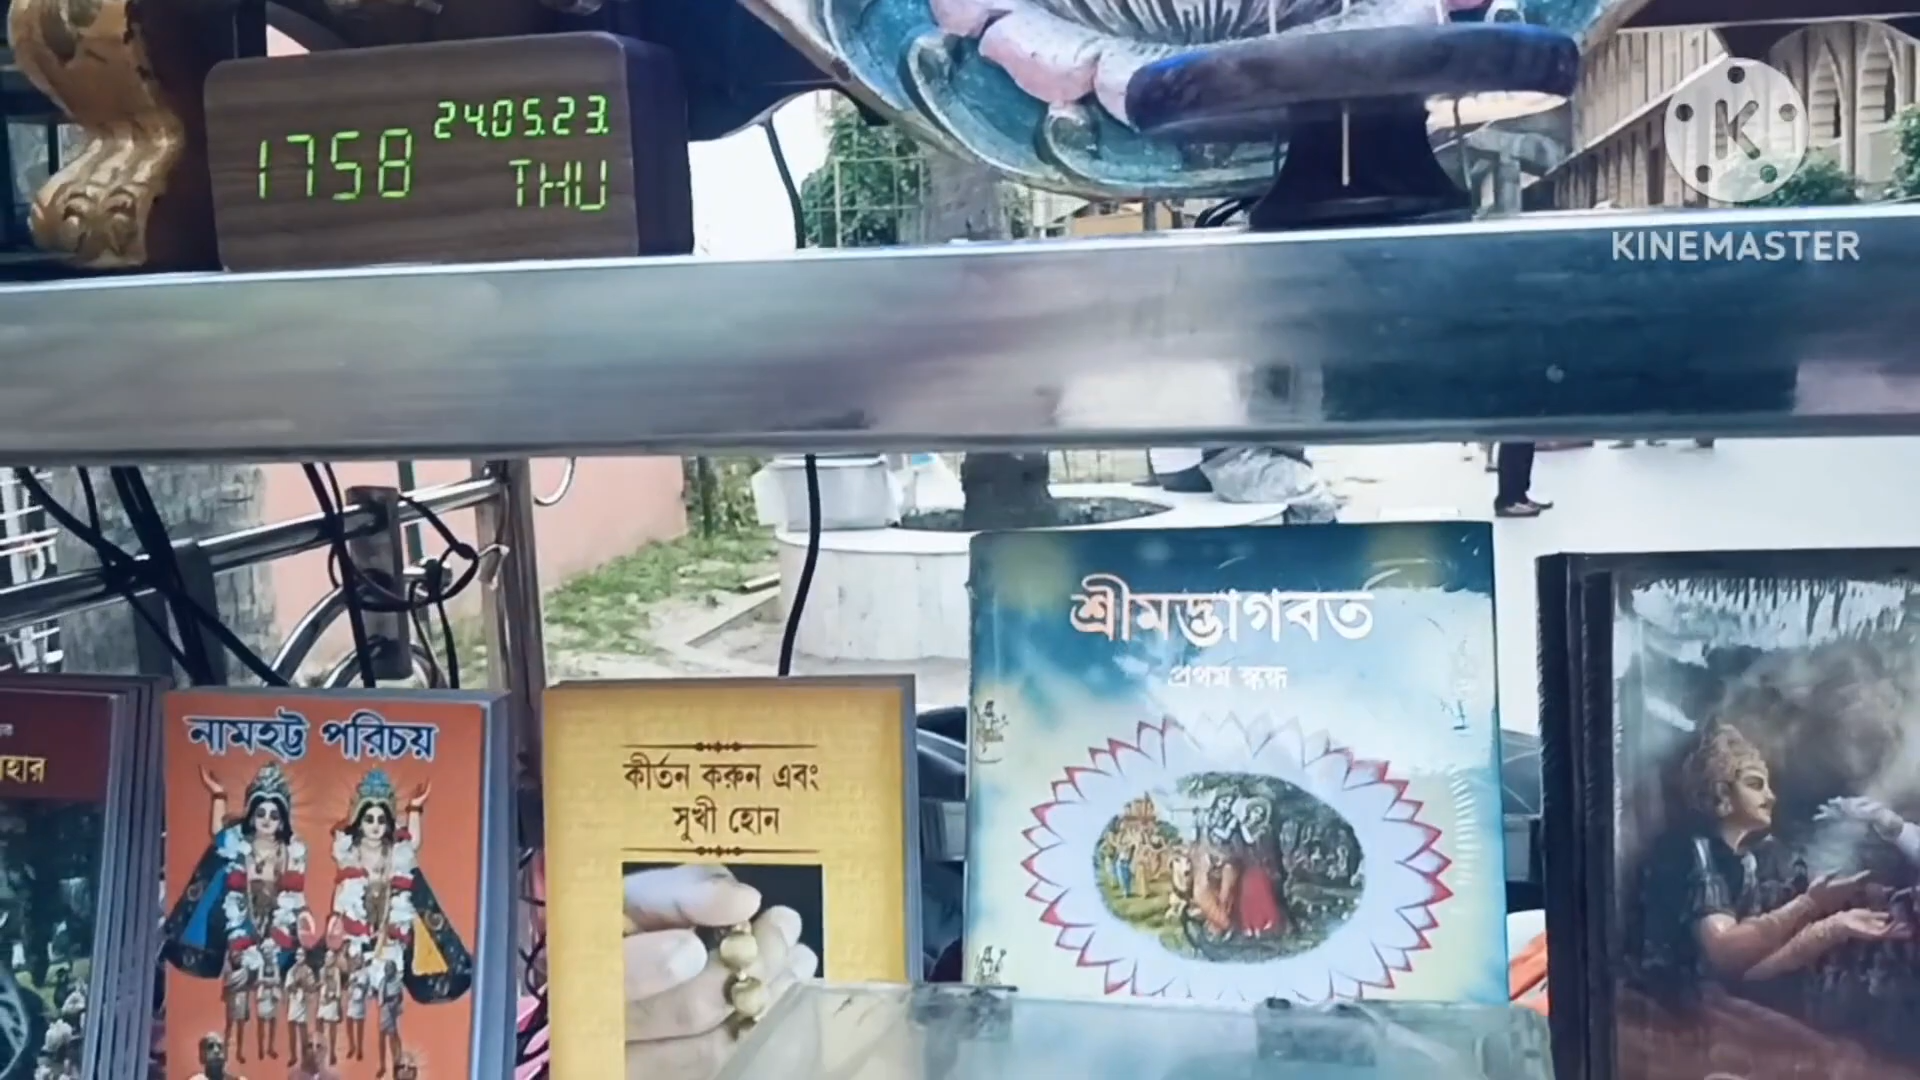 24.05.23.
1758
THU
KINEMASTER
শ্রীমদ্ভাগবত
প্রথম স্কন্ধ
নামহট্ট পরিচয়
কীর্তন করুন এবং
সুখী হোন